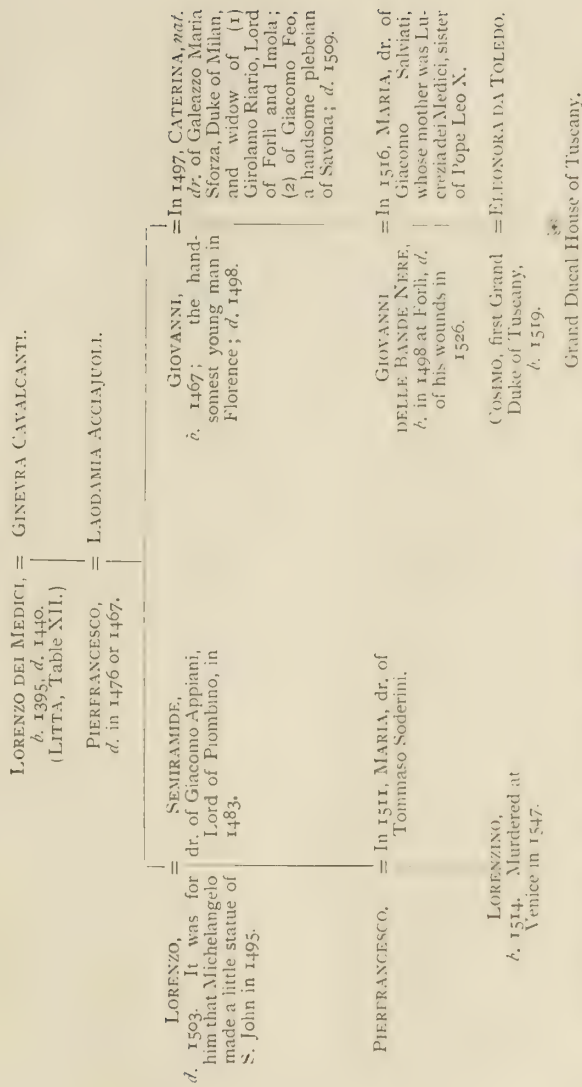 LORENZO DEI MEDICI, = GINEVRA CAVALCANTI.
b. 1395, d. 1440.
(LITTA, Table XII.)
PIERFRANCESCO, = LAODAMIA ACCIAJUOLI.
d. in 1476 or 1467.
LORENZO, = SEMIRAMIDE,
d. 1503. It was for
him that Michelangelo
made a little statue of
S. John in 1495.
dr. of Giacomo Appiani,
Lord of Piombino, in
1483.
GIOVANNI,
b. 1467; the hand-
somest young man in
Florence; d. 1498.
= In 1497, CATERINA, nat.
dr. of Galeazzo Maria
Sforza, Duke of Milan,
and widow of (1)
Girolamo Riario, Lord
of Forlì and Imola;
(2) of Giacomo Feo,
a handsome plebeian
of Savona; d. 1509.
PIERFRANCESCO, = In 1511, MARIA, dr. of
Tommaso Soderini.
GIOVANNI
DELLE BANDE NERE,
b. in 1498 at Forlì, d.
of his wounds in
1526.
= In 1516, MARIA, dr. of
Giacomo Salviati,
whose mother was Lu-
crezia dei Medici, sister
of Pope Leo X.
LORENZINO,
b. 1514. Murdered at
Venice in 1547.
COSIMO, first Grand
Duke of Tuscany,
b. 1519.
= ELEONORA DA TOLEDO.
Grand Ducal House of Tuscany.